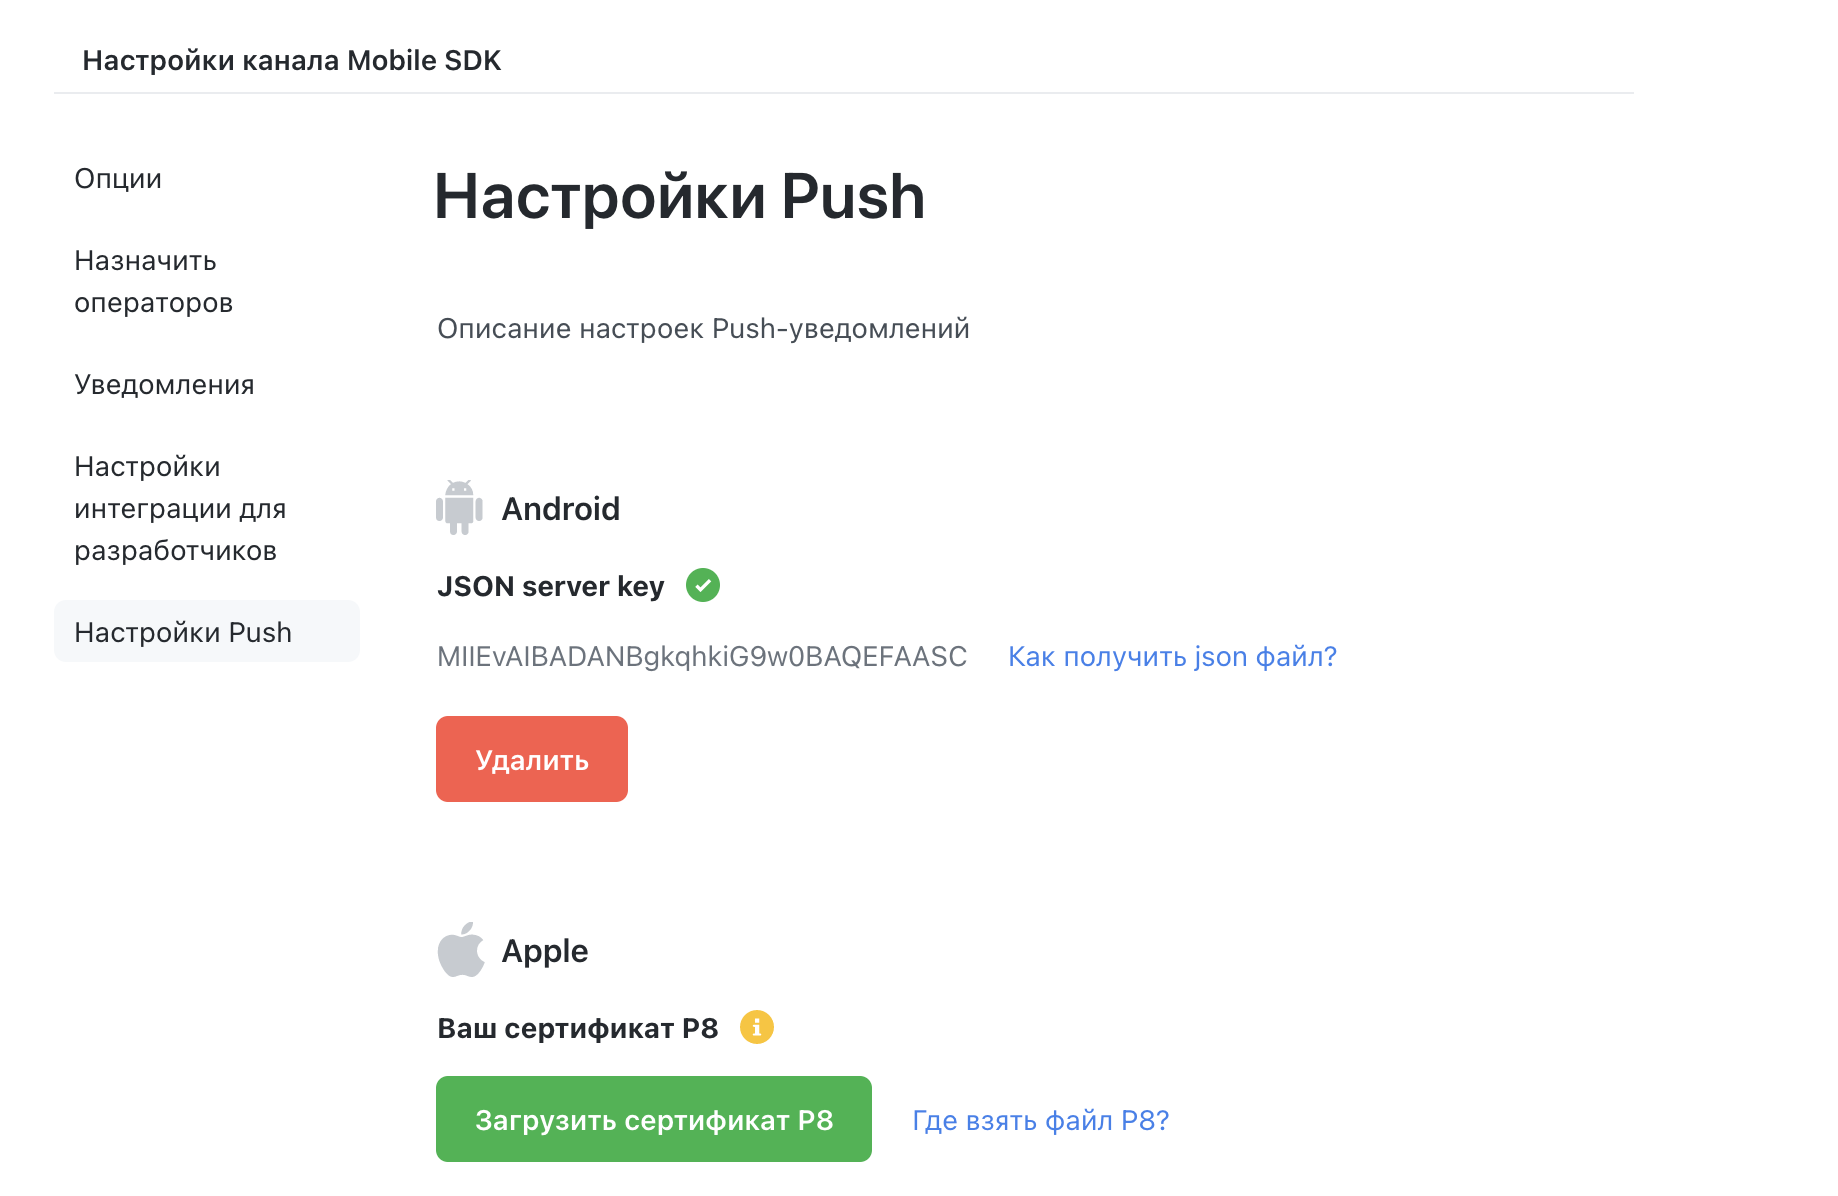 Настройки канала Mobile SDK
Опции
Назначить
операторов
Уведомления
Настройки
интеграции для
разработчиков
Настройки Push
Настройки Push
Описание настроек Push-уведомлений
Android
JSON server key
MIIEvAIBADANBgkqhkiG9w0BAQEFAASC Как получить json файл?
Удалить
Apple
Ваш сертификат P8
Загрузить сертификат P8 Где взять файл P8?